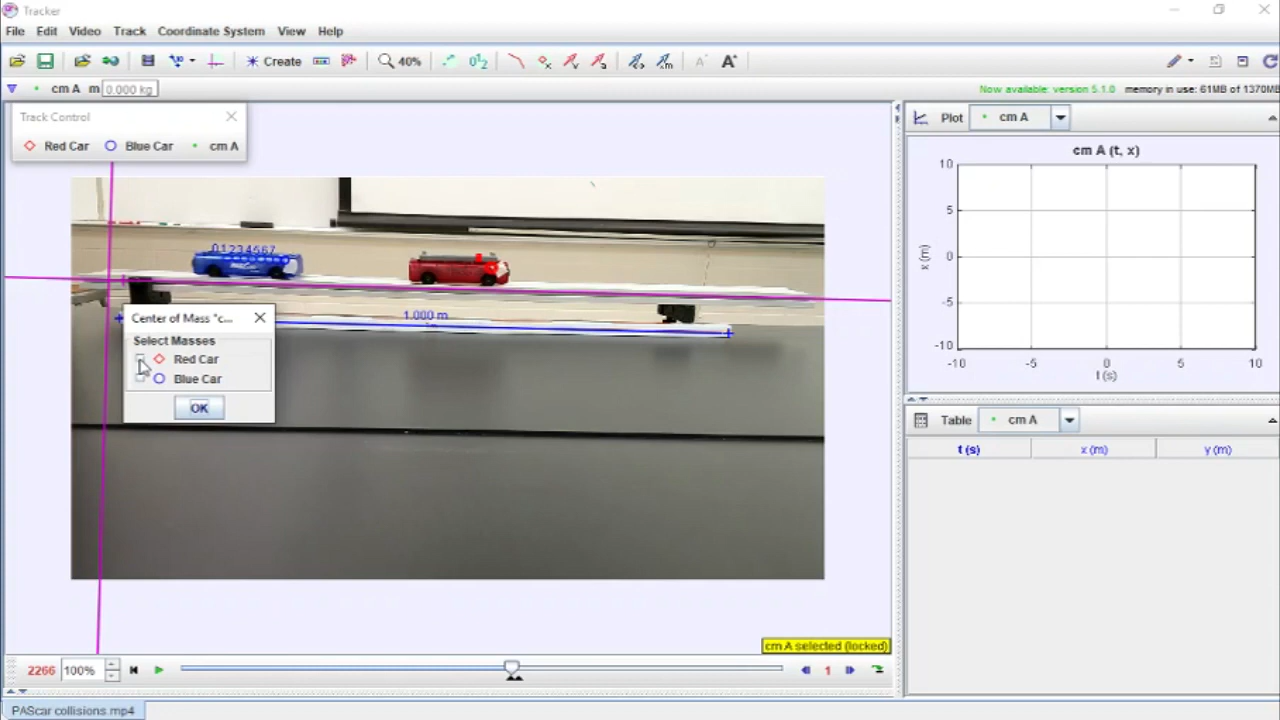 Tracker
File Edit Video Track Coordinate System View Help
Create 40%
cm A m 0.000 kg
Now available: version 5.1.0 memory in use: 61MB of 1370MB
Track Control
Red Car Blue Car cm A
Plot cm A
cm A (t, x)
10
5
0
-5
-10
x (m)
-10 -5 0 5 10
t (s)
01234567
1.000 m
Center of Mass "c...
Select Masses
Red Car
Blue Car
OK
Table cm A
t (s) x (m) y (m)
cm A selected (locked)
2266 100% 1
PAScar collisions.mp4